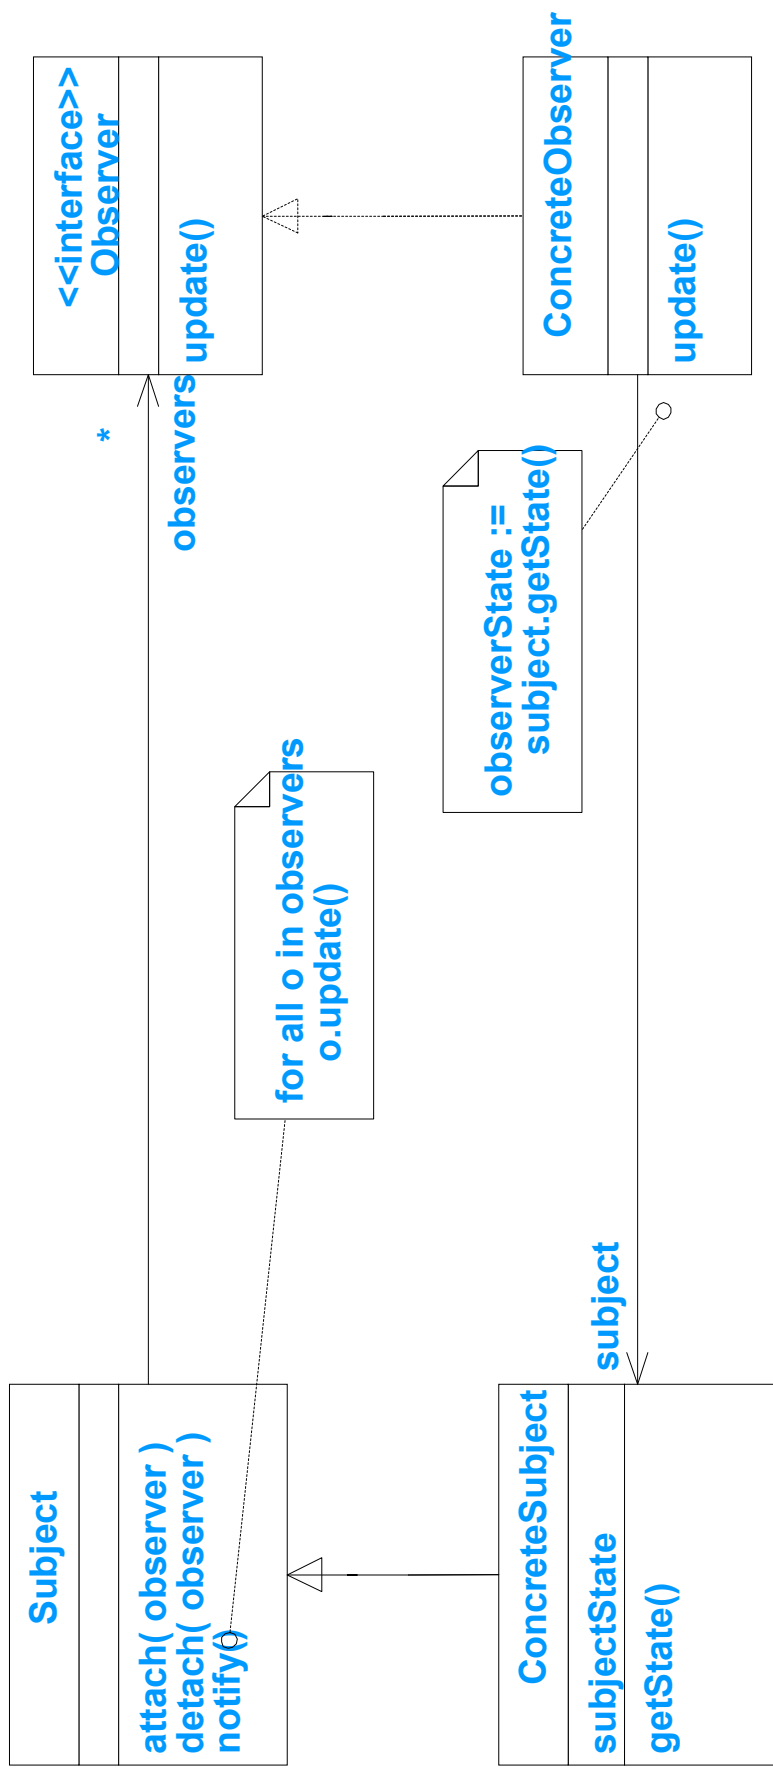 Subject
attach( observer )
detach( observer )
notify()
*
observers
<<interface>>
Observer
update()
for all o in observers
o.update()
observerState :=
subject.getState()
ConcreteSubject
subjectState
getState()
subject
ConcreteObserver
update()